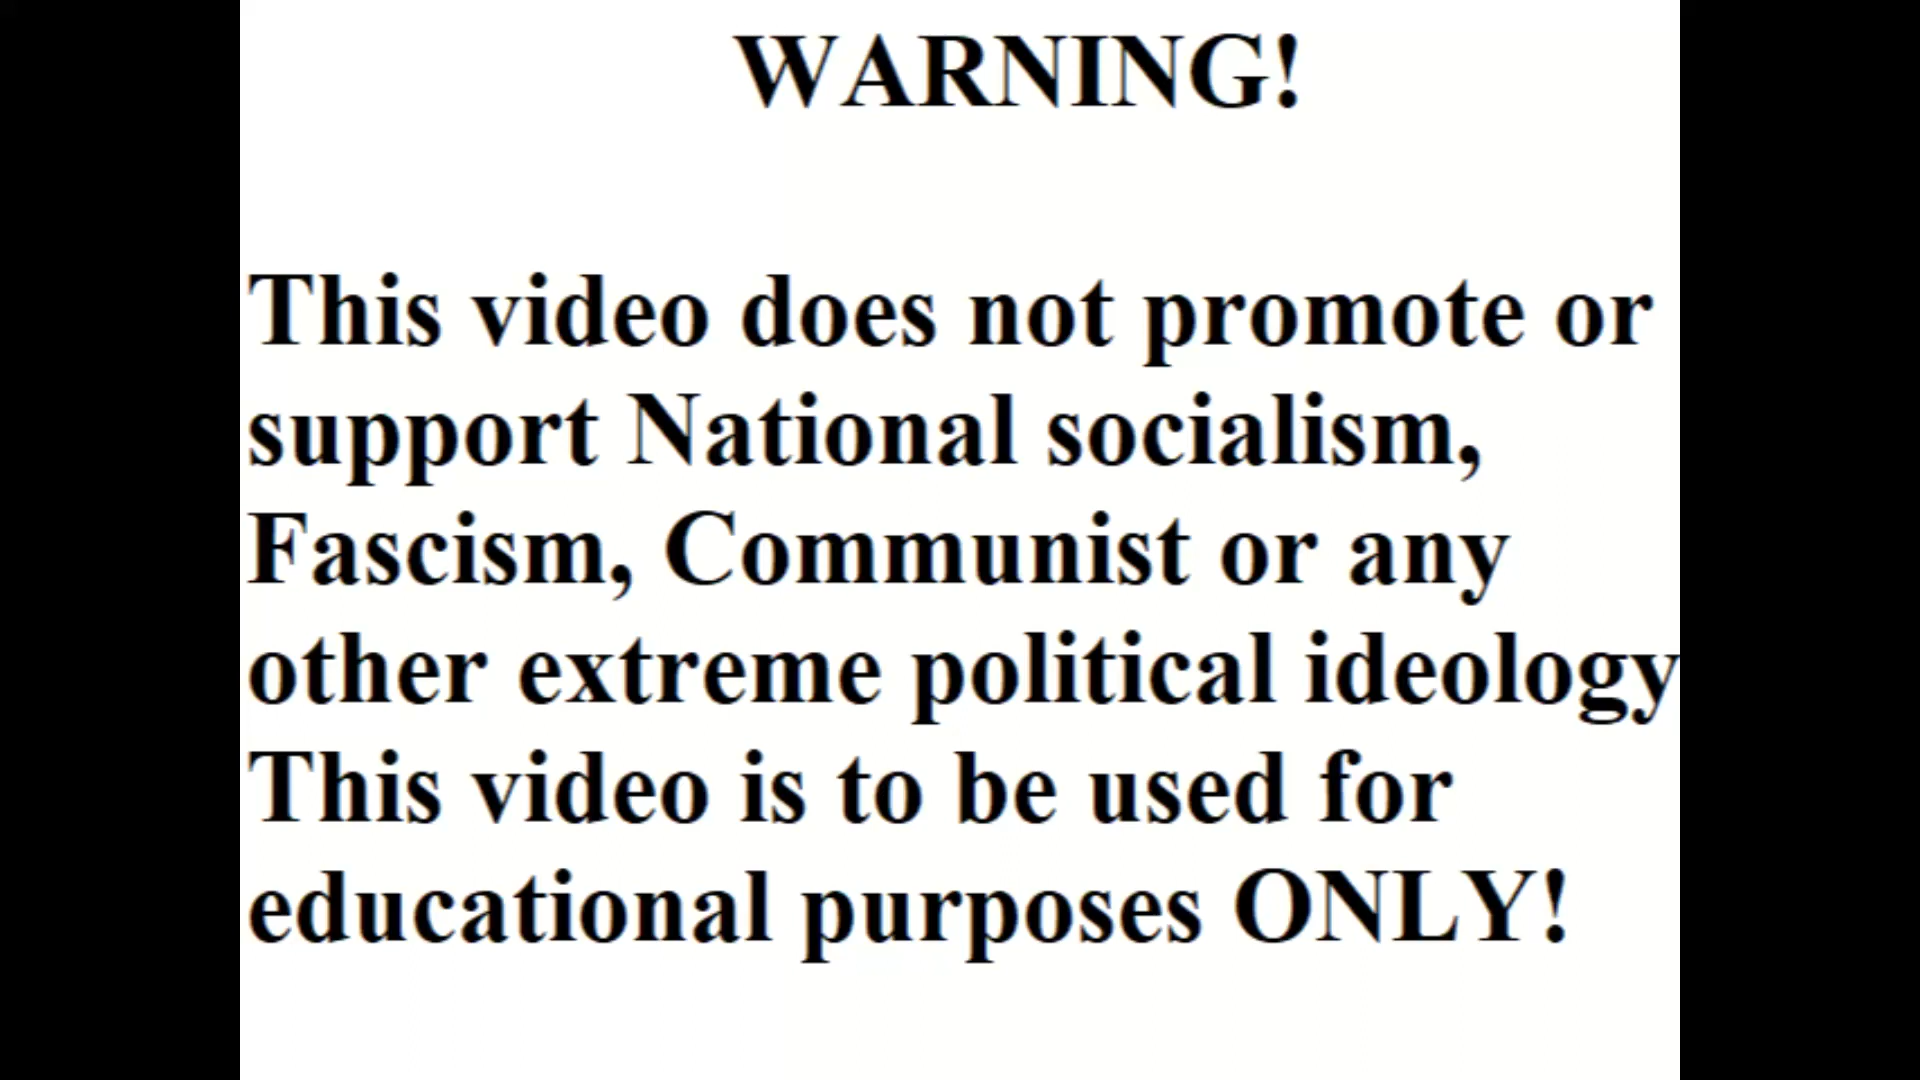 WARNING!
This video does not promote or
support National socialism,
Fascism, Communist or any
other extreme political ideology
This video is to be used for
educational purposes ONLY!